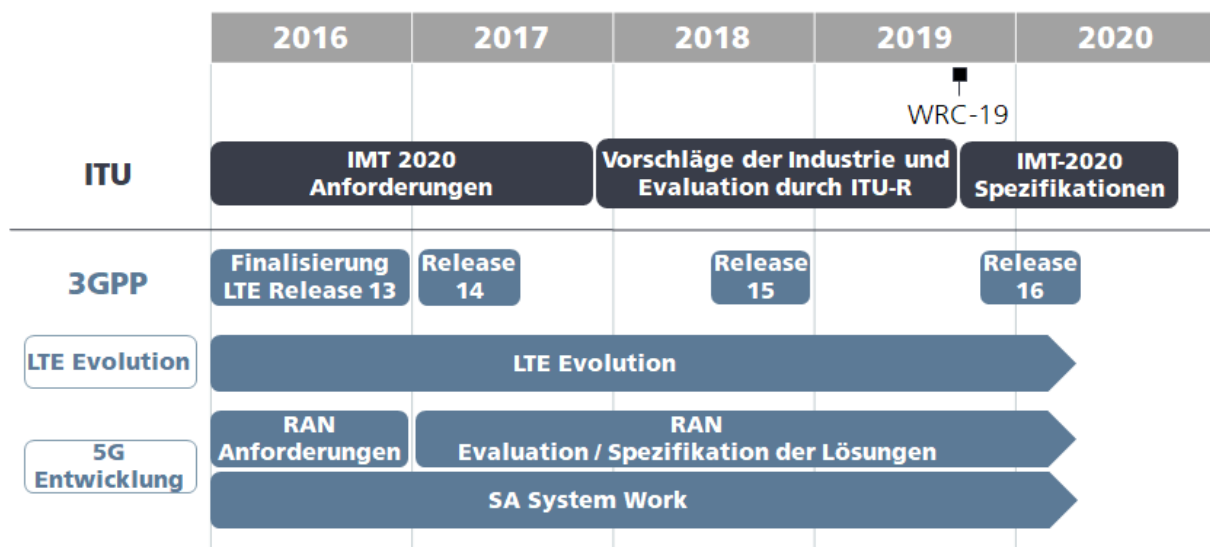 2016 2017 2018 2019 2020
WRC-19
ITU
IMT 2020
Anforderungen
Vorschläge der Industrie und
Evaluation durch ITU-R
IMT-2020
Spezifikationen
3GPP
Finalisierung
LTE Release 13
Release
14
Release
15
Release
16
LTE Evolution
LTE Evolution
5G
Entwicklung
RAN
Anforderungen
RAN
Evaluation / Spezifikation der Lösungen
SA System Work